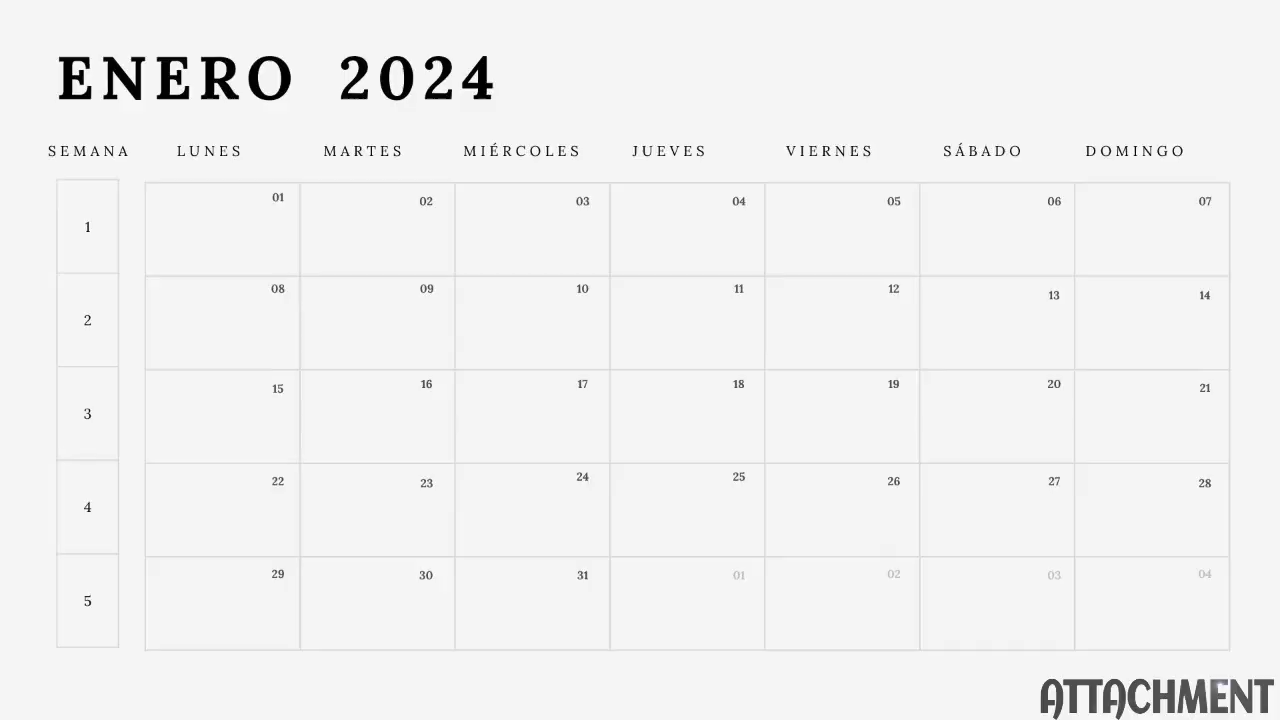 ENERO 2024
SEMANA LUNES MARTES MIÉRCOLES JUEVES VIERNES SÁBADO DOMINGO
1 01 02 03 04 05 06 07
2 08 09 10 11 12 13 14
3 15 16 17 18 19 20 21
4 22 23 24 25 26 27 28
5 29 30 31 01 02 03 04
ATTACHMENT